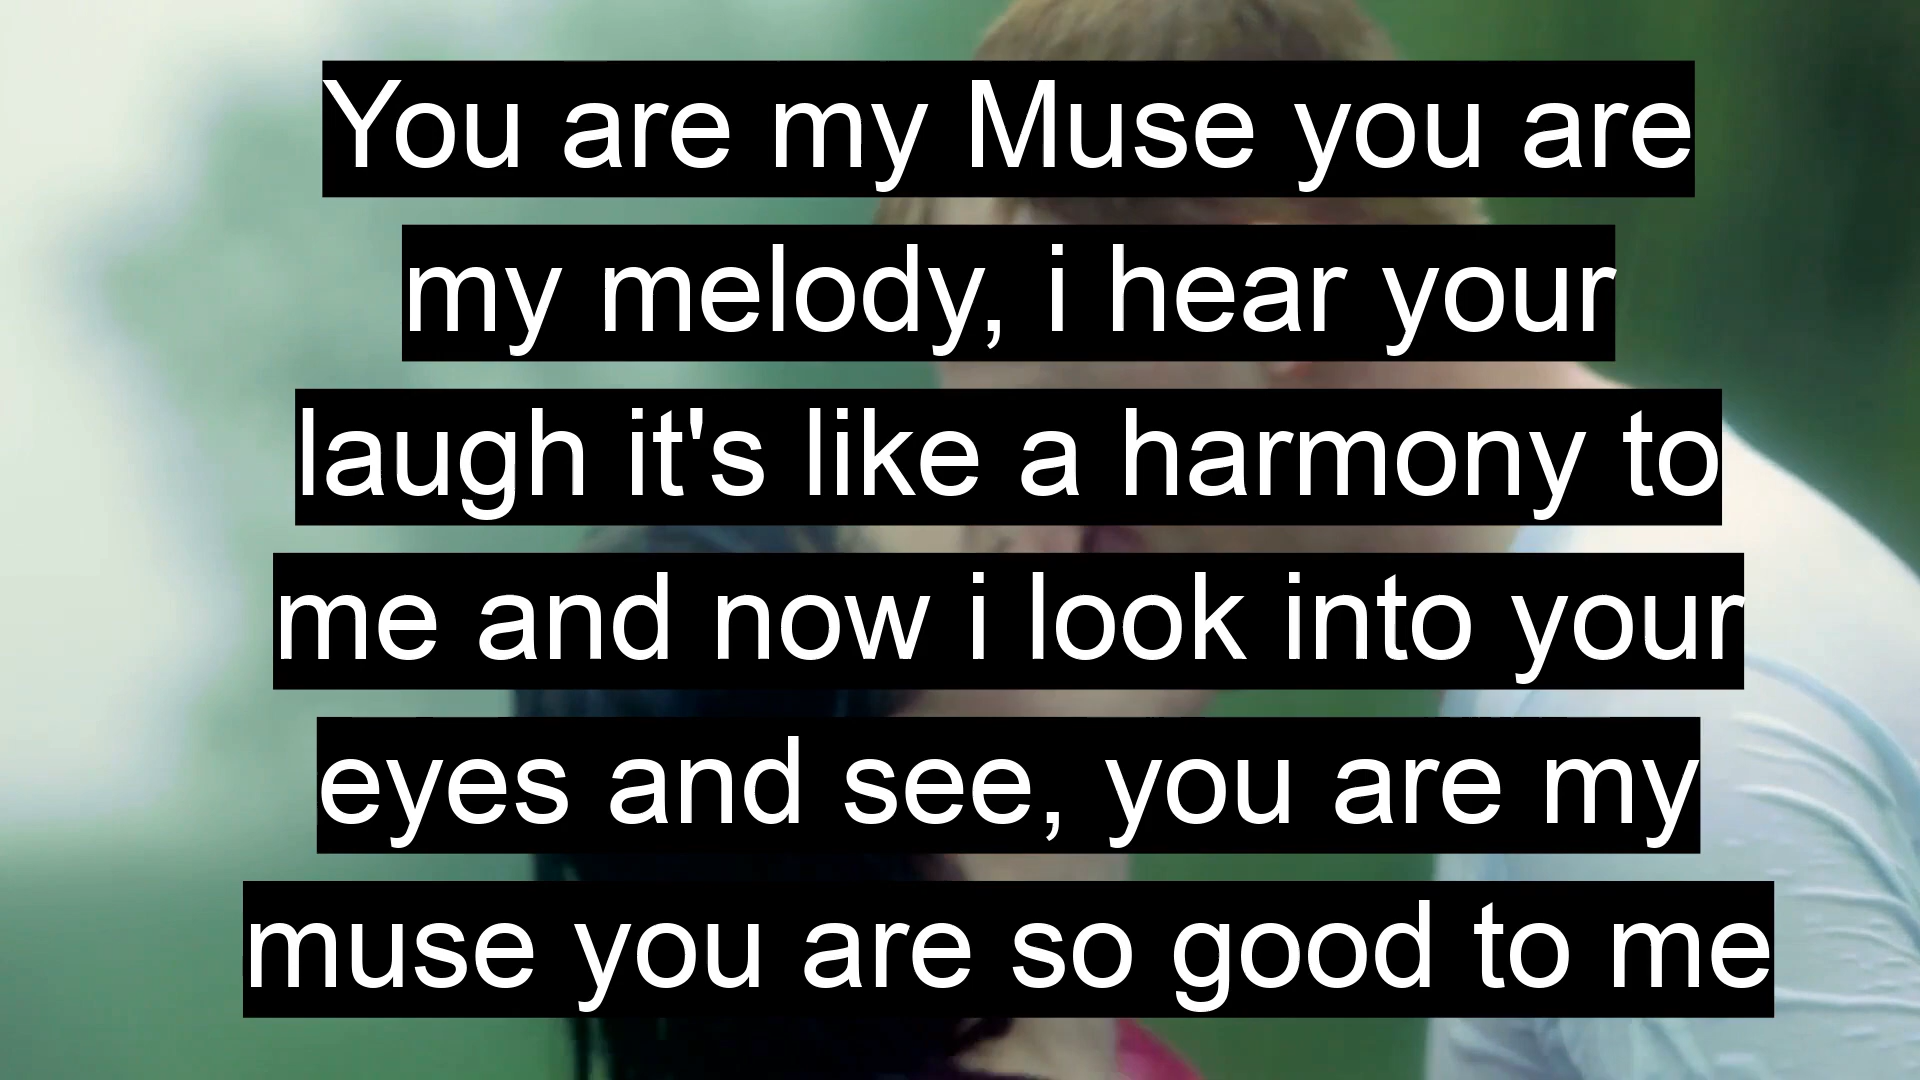 You are my Muse you are
my melody, i hear your
laugh it's like a harmony to
me and now i look into your
eyes and see, you are my
muse you are so good to me